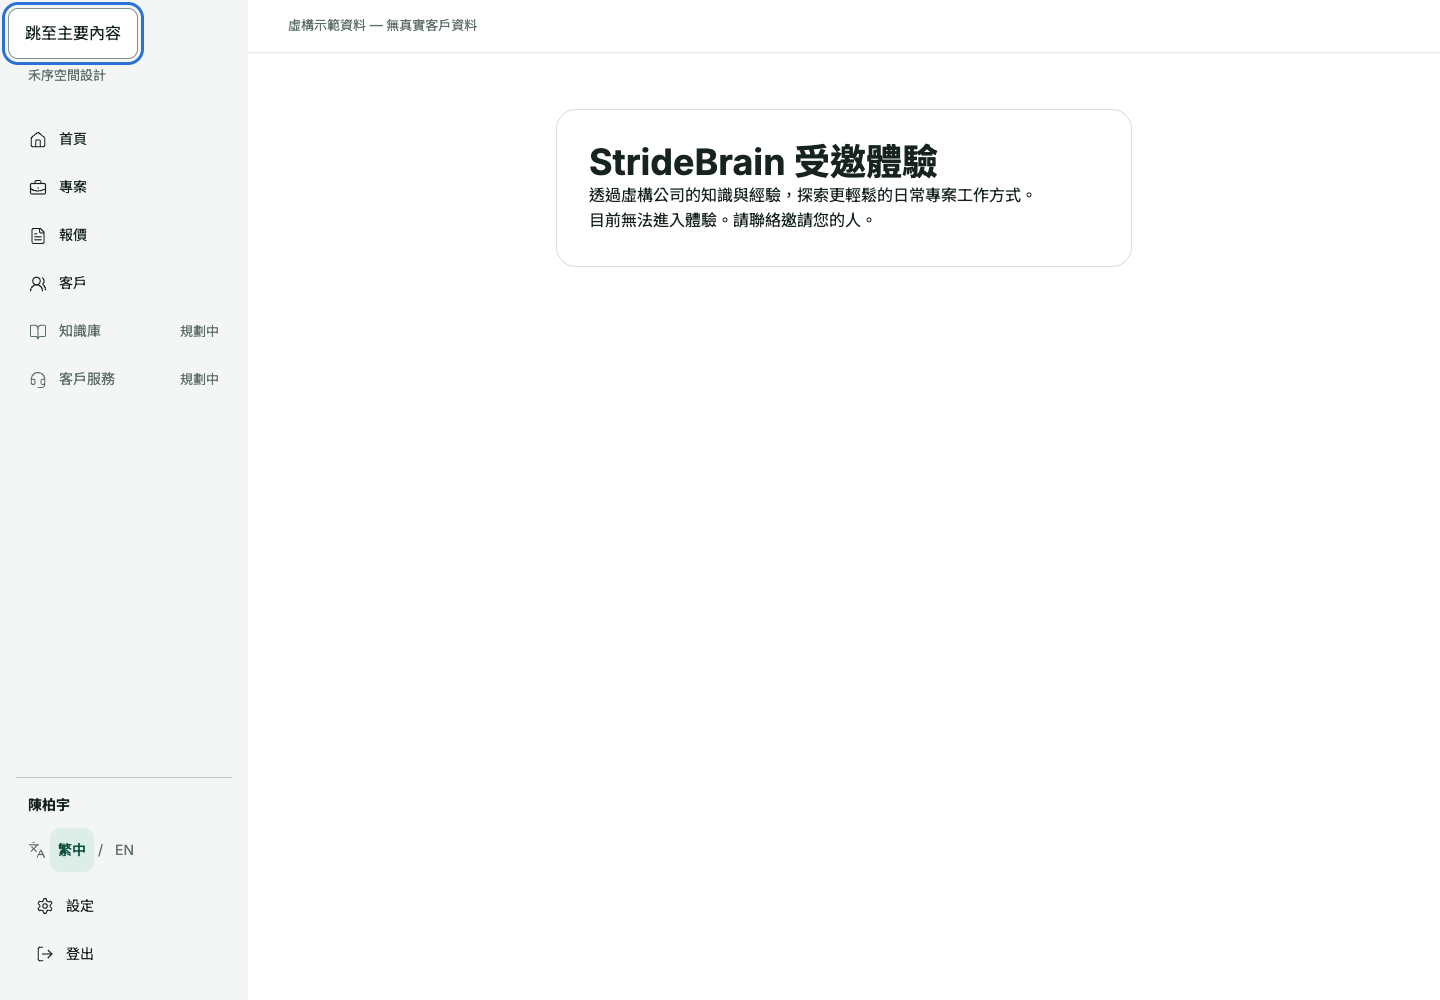 跳至主要內容
禾序空間設計
首頁
專案
報價
客戶
知識庫 規劃中
客戶服務 規劃中
陳柏宇
繁中 / EN
設定
登出
虛構示範資料 — 無真實客戶資料
StrideBrain 受邀體驗
透過虛構公司的知識與經驗，探索更輕鬆的日常專案工作方式。
目前無法進入體驗。請聯絡邀請您的人。